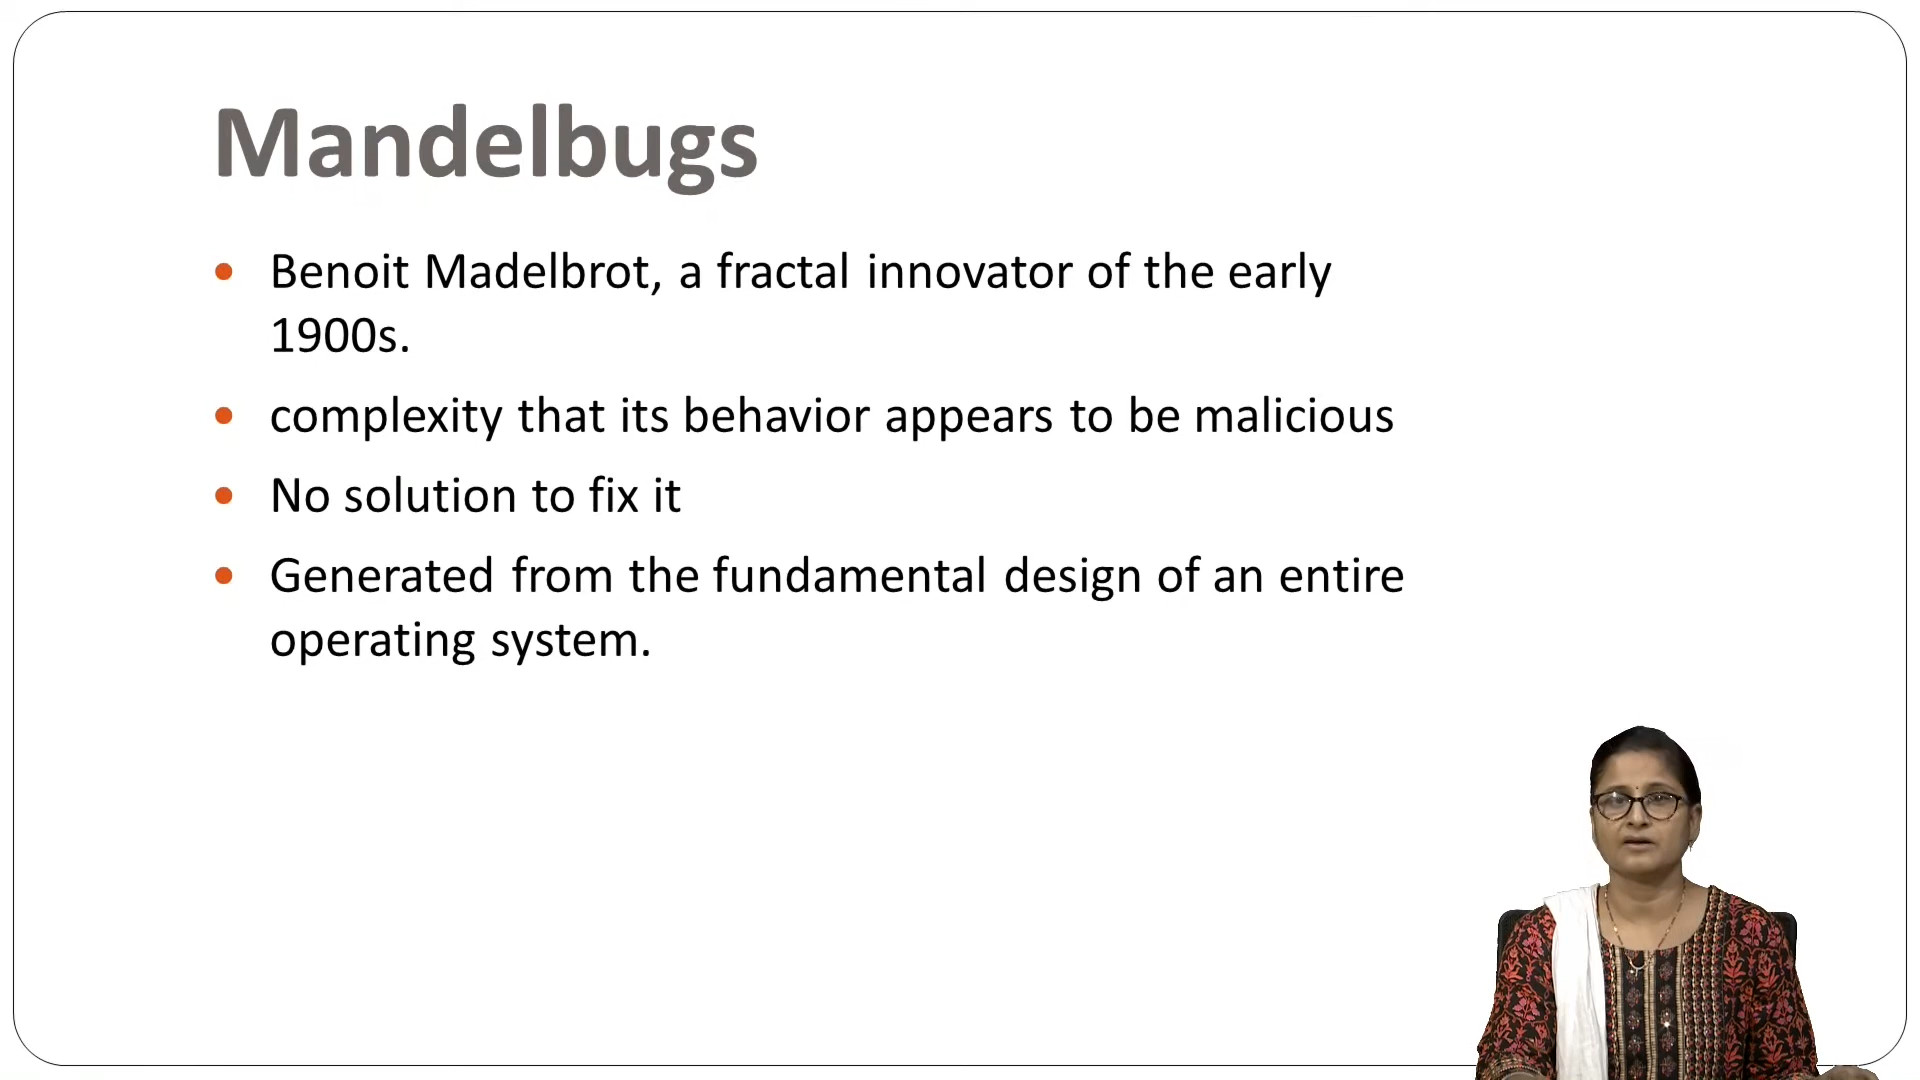 Mandelbugs
• Benoit Madelbrot, a fractal innovator of the early
1900s.
• complexity that its behavior appears to be malicious
• No solution to fix it
• Generated from the fundamental design of an entire
operating system.